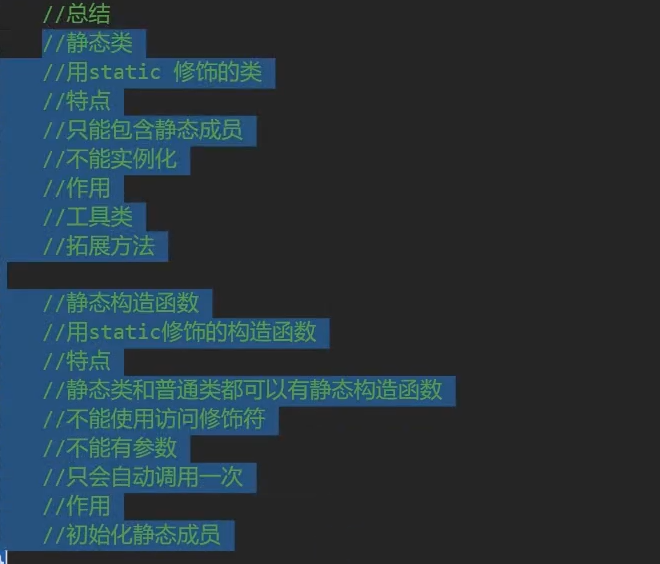 //总结
//静态类
//用static 修饰的类
//特点
//只能包含静态成员
//不能实例化
//作用
//工具类
//拓展方法
//静态构造函数
//用static修饰的构造函数
//特点
//静态类和普通类都可以有静态构造函数
//不能使用访问修饰符
//不能有参数
//只会自动调用一次
//作用
//初始化静态成员